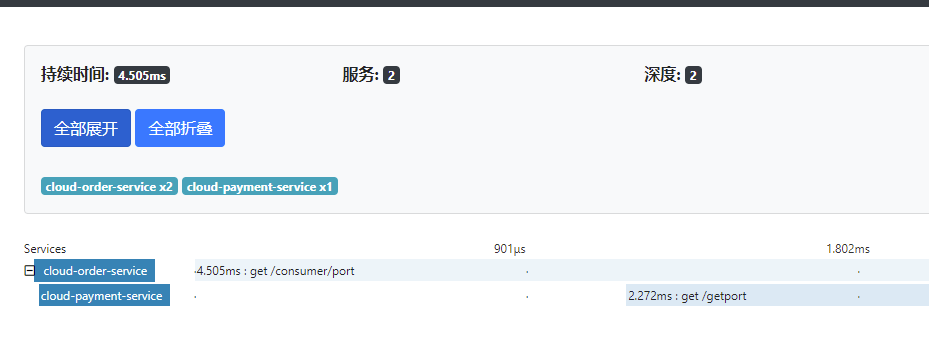 持续时间: 4.505ms 服务: 2 深度: 2
全部展开 全部折叠
cloud-order-service x2 cloud-payment-service x1
Services 901μs 1.802ms
cloud-order-service 4.505ms : get /consumer/port
cloud-payment-service 2.272ms : get /getport